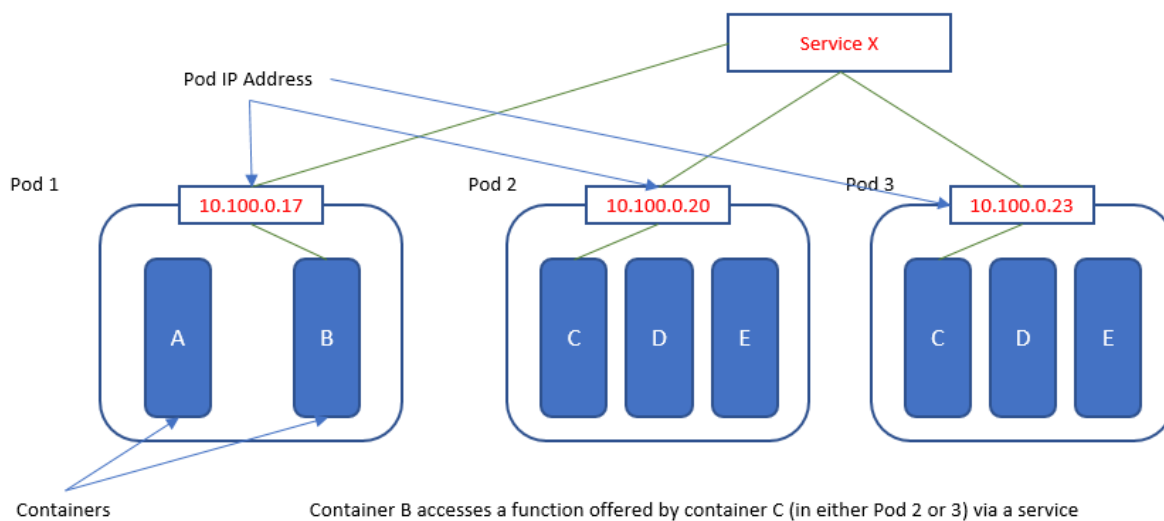 Service X
Pod IP Address
Pod 1
Pod 2
Pod 3
10.100.0.17
10.100.0.20
10.100.0.23
A
B
C
D
E
C
D
E
Containers
Container B accesses a function offered by container C (in either Pod 2 or 3) via a service